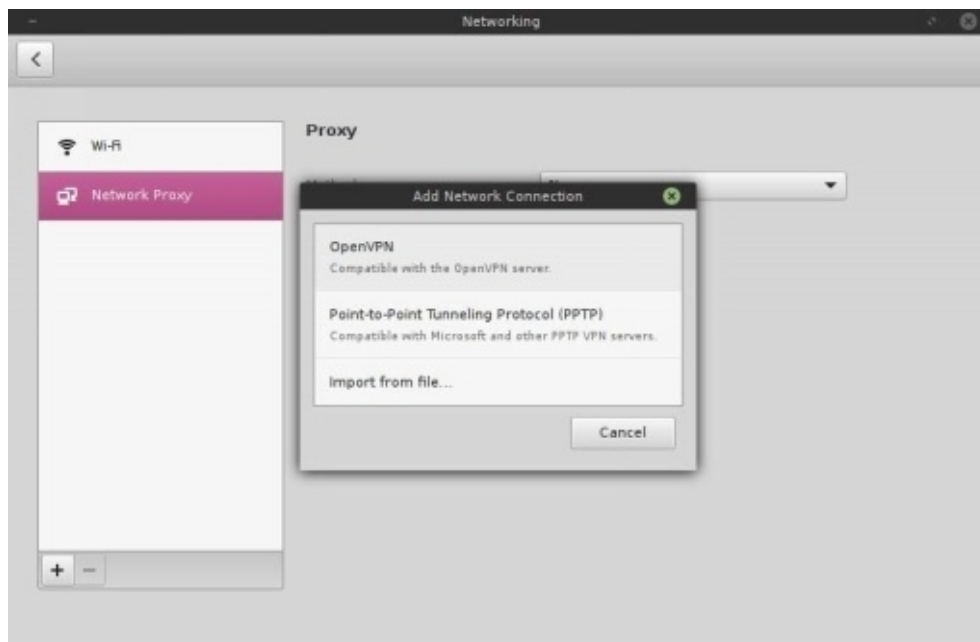 Networking
Wi-Fi
Network Proxy
Proxy
Add Network Connection
OpenVPN
Compatible with the OpenVPN server.
Point-to-Point Tunneling Protocol (PPTP)
Compatible with Microsoft and other PPTP VPN servers.
Import from file...
Cancel